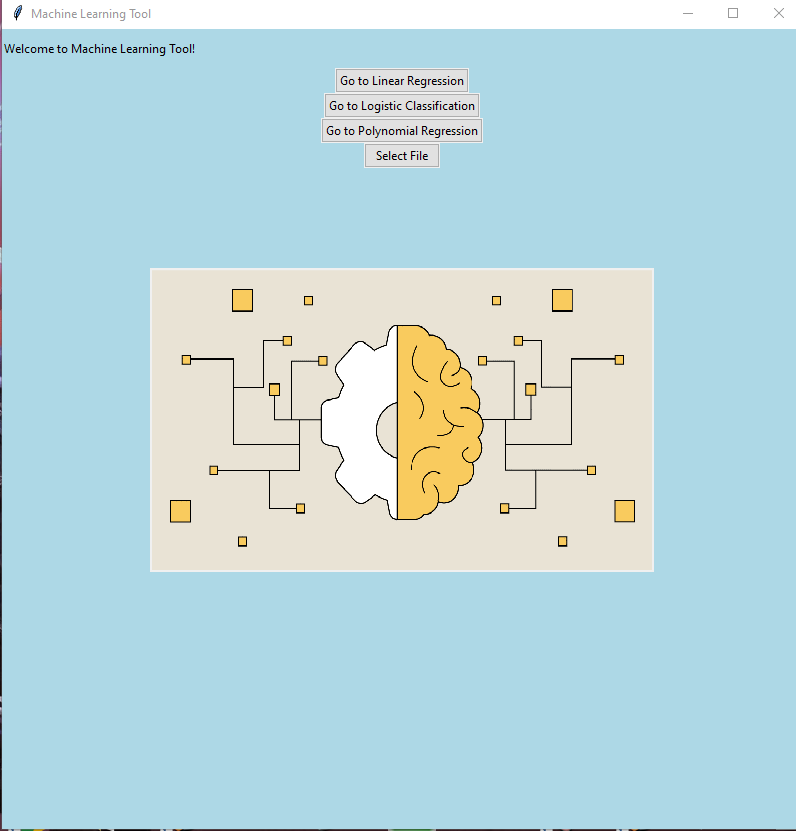 Machine Learning Tool
Welcome to Machine Learning Tool!
Go to Linear Regression
Go to Logistic Classification
Go to Polynomial Regression
Select File